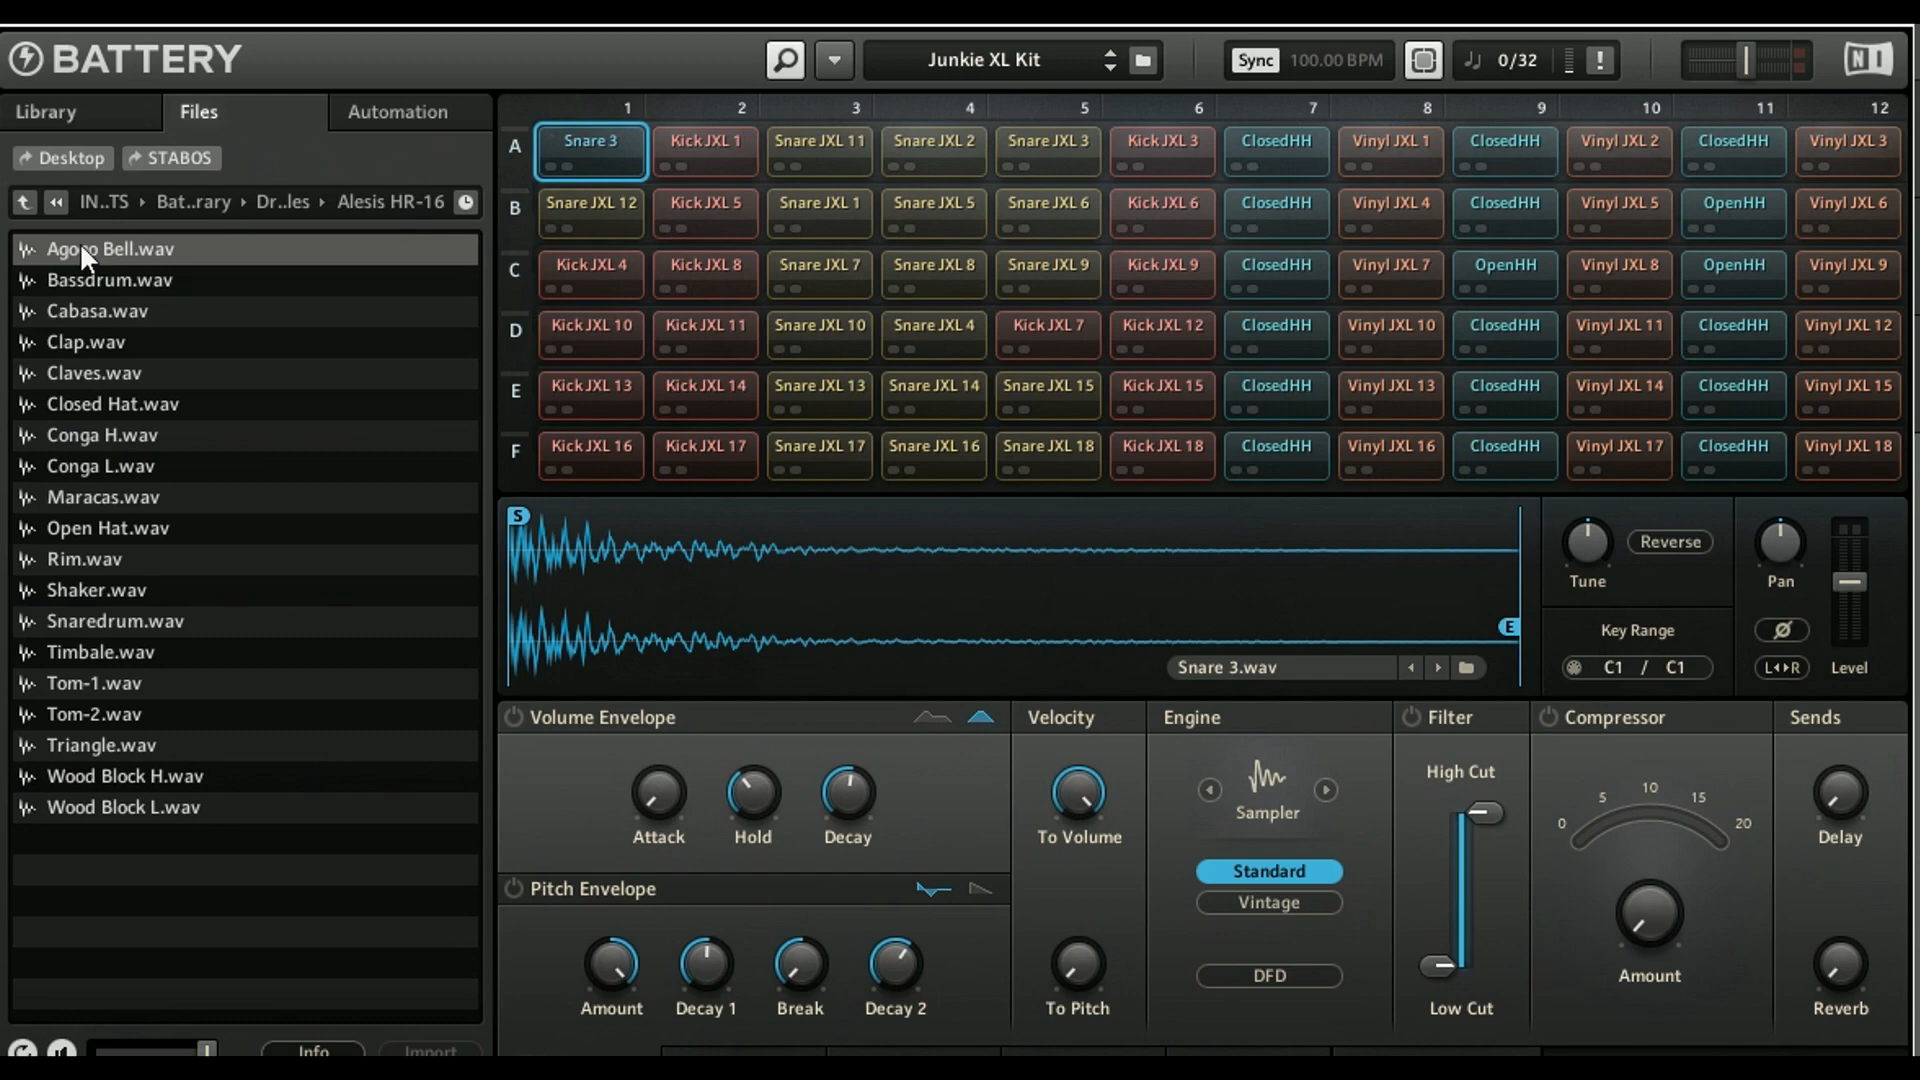 BATTERY
Junkie XL Kit
Sync 100.00 BPM
0/32
!
NI
Library Files Automation
Desktop STABOS
IN..TS › Bat..rary › Dr..les › Alesis HR-16
Agogo Bell.wav
Bassdrum.wav
Cabasa.wav
Clap.wav
Claves.wav
Closed Hat.wav
Conga H.wav
Conga L.wav
Maracas.wav
Open Hat.wav
Rim.wav
Shaker.wav
Snaredrum.wav
Timbale.wav
Tom-1.wav
Tom-2.wav
Triangle.wav
Wood Block H.wav
Wood Block L.wav
Info Import
1 2 3 4 5 6 7 8 9 10 11 12
A Snare 3 Kick JXL 1 Snare JXL 11 Snare JXL 2 Snare JXL 3 Kick JXL 3 ClosedHH Vinyl JXL 1 ClosedHH Vinyl JXL 2 ClosedHH Vinyl JXL 3
B Snare JXL 12 Kick JXL 5 Snare JXL 1 Snare JXL 5 Snare JXL 6 Kick JXL 6 ClosedHH Vinyl JXL 4 ClosedHH Vinyl JXL 5 OpenHH Vinyl JXL 6
C Kick JXL 4 Kick JXL 8 Snare JXL 7 Snare JXL 8 Snare JXL 9 Kick JXL 9 ClosedHH Vinyl JXL 7 OpenHH Vinyl JXL 8 OpenHH Vinyl JXL 9
D Kick JXL 10 Kick JXL 11 Snare JXL 10 Snare JXL 4 Kick JXL 7 Kick JXL 12 ClosedHH Vinyl JXL 10 ClosedHH Vinyl JXL 11 ClosedHH Vinyl JXL 12
E Kick JXL 13 Kick JXL 14 Snare JXL 13 Snare JXL 14 Snare JXL 15 Kick JXL 15 ClosedHH Vinyl JXL 13 ClosedHH Vinyl JXL 14 ClosedHH Vinyl JXL 15
F Kick JXL 16 Kick JXL 17 Snare JXL 17 Snare JXL 16 Snare JXL 18 Kick JXL 18 ClosedHH Vinyl JXL 16 ClosedHH Vinyl JXL 17 ClosedHH Vinyl JXL 18
S
E
Snare 3.wav
Reverse
Tune
Key Range
C1 / C1
Pan
L R
Level
Volume Envelope Velocity Engine Filter Compressor Sends
Attack Hold Decay
To Volume
Sampler
Standard
Vintage
DFD
High Cut
Low Cut
0 5 10 15 20
Amount
Delay
Reverb
Pitch Envelope
Amount Decay 1 Break Decay 2
To Pitch